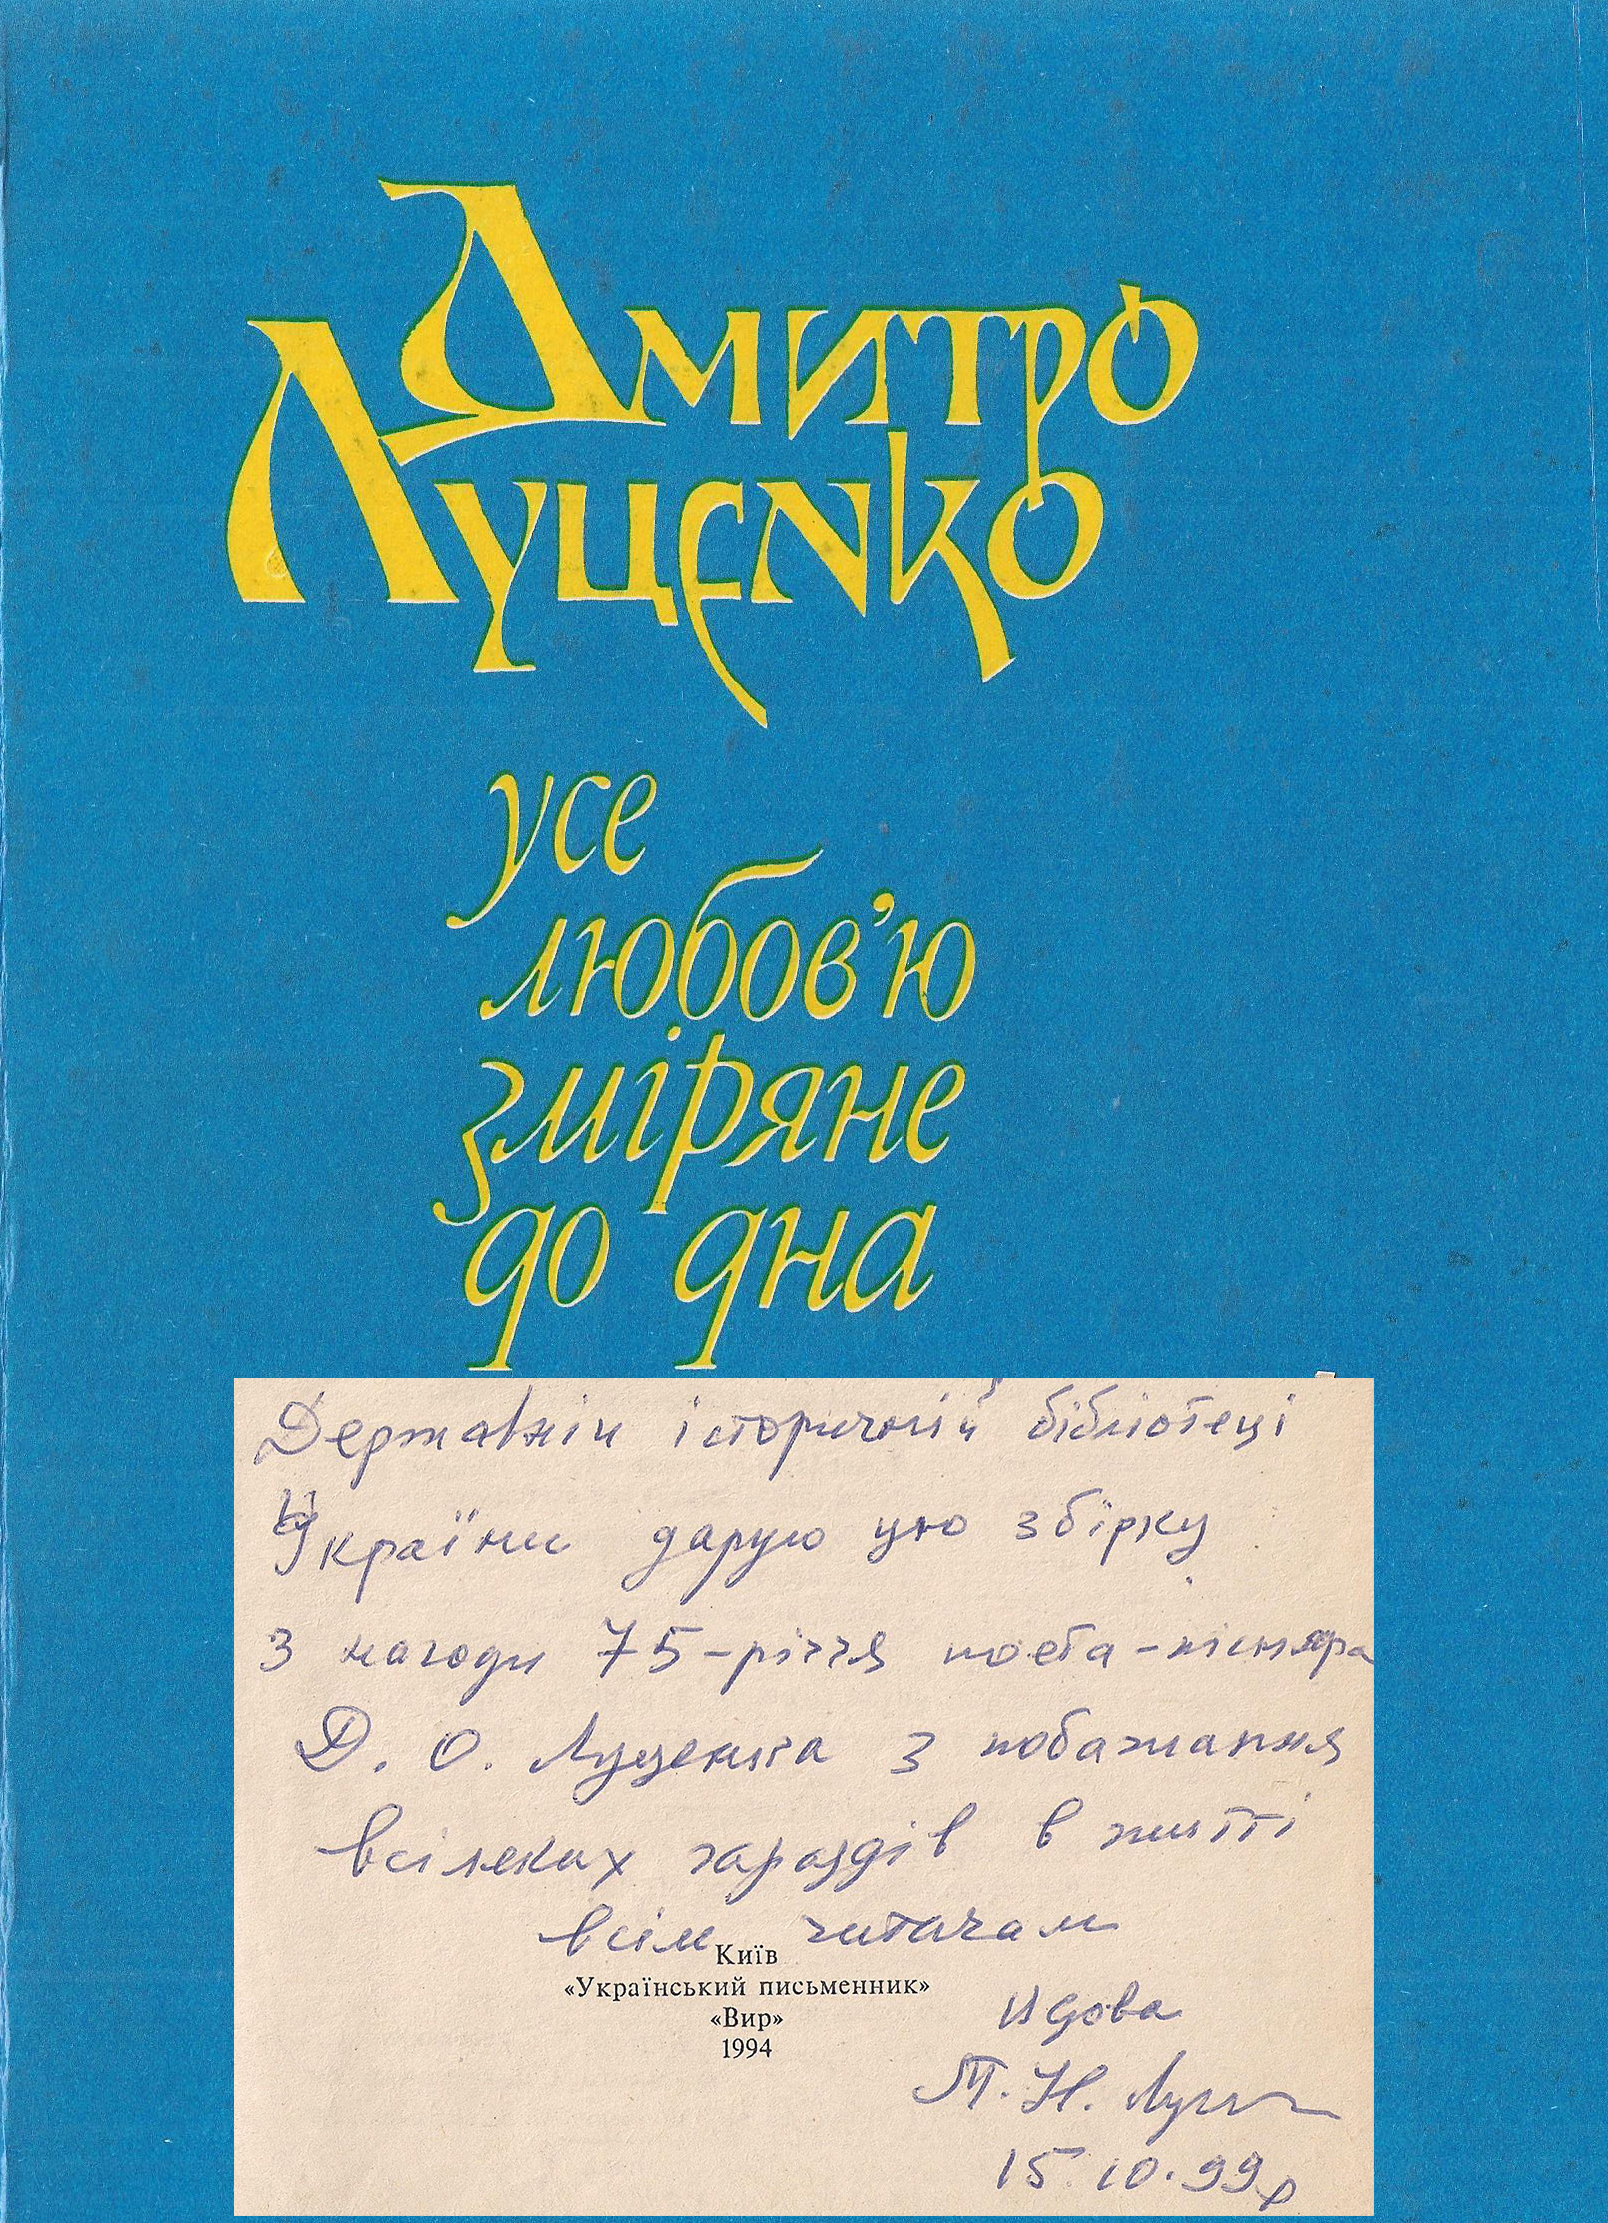 Дмитро
Луценко
усе
любов'ю
зміряне
до дна
Державній історичній бібліотеці
України дарую цю збірку
з нагоди 75-річчя поета-пісняра
Д. О. Луценка з побажання
всіляких гараздів в житті
всім читачам
Київ
«Український письменник»
«Вир»
1994
Вдова
Т. Н.
15.10.99р